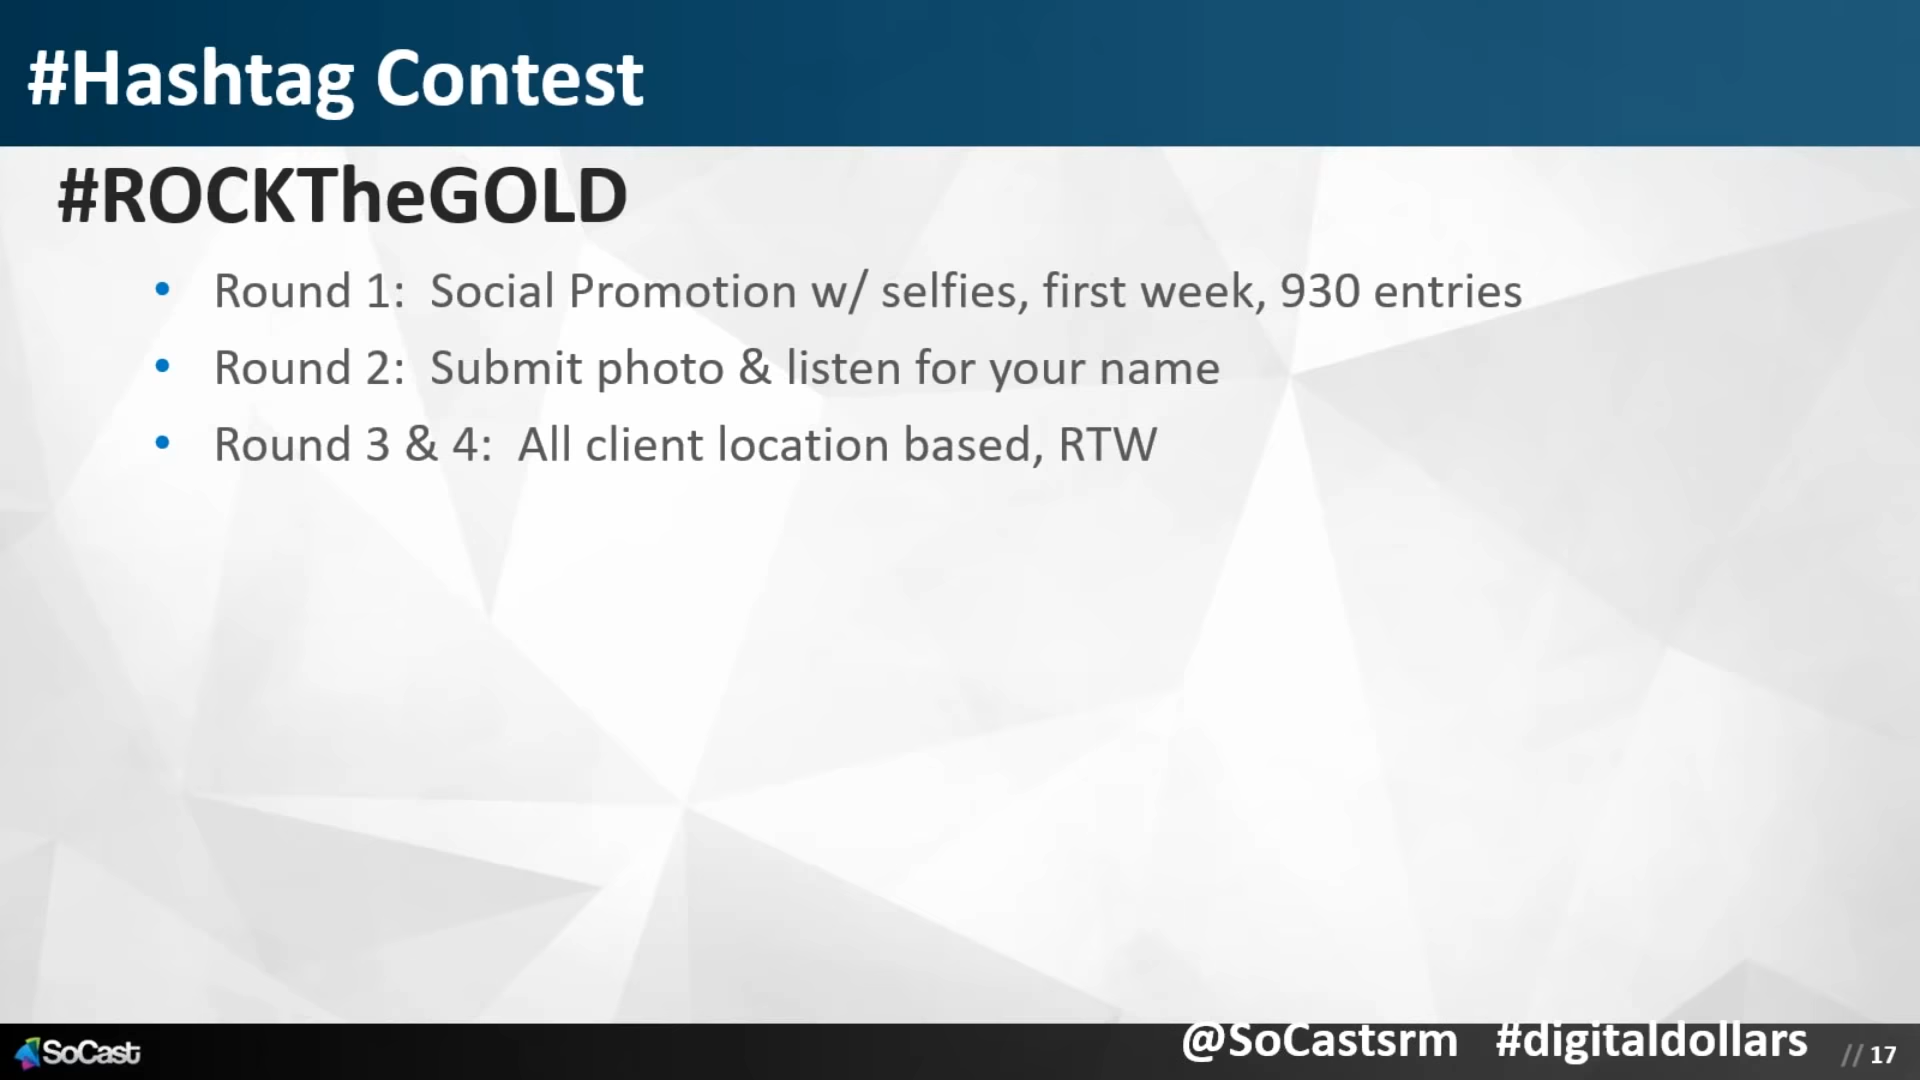 #Hashtag Contest
#ROCKTheGOLD
• Round 1: Social Promotion w/ selfies, first week, 930 entries
• Round 2: Submit photo & listen for your name
• Round 3 & 4: All client location based, RTW
SoCast
@SoCastsrm #digitaldollars // 17